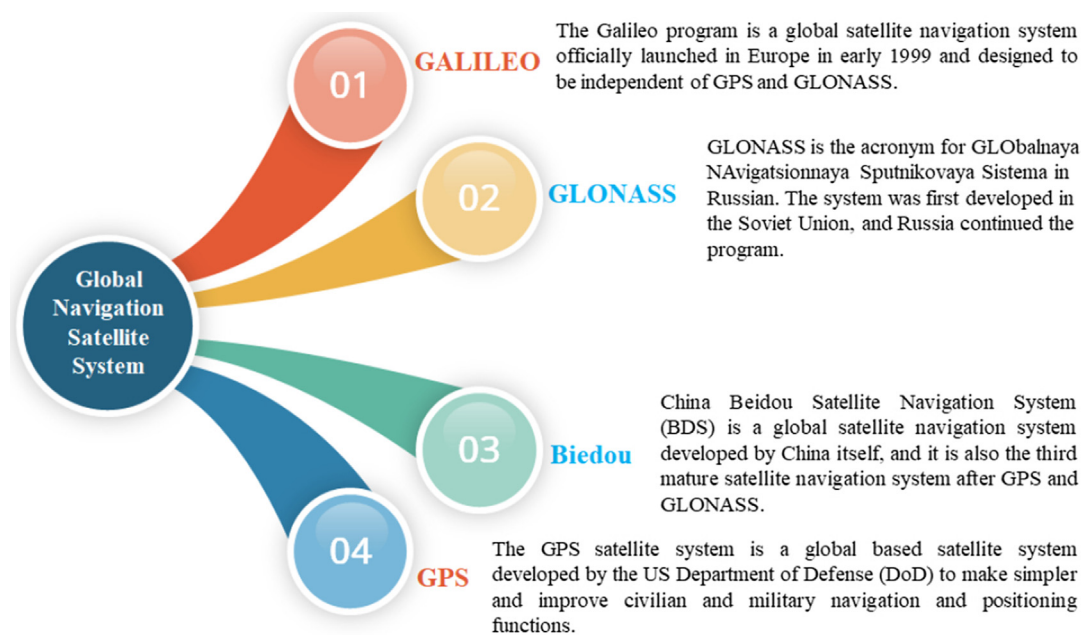 01
GALILEO
The Galileo program is a global satellite navigation system
officially launched in Europe in early 1999 and designed to
be independent of GPS and GLONASS.
02
GLONASS
GLONASS is the acronym for GLObalnaya
NAvigatsionnaya Sputnikovaya Sistema in
Russian. The system was first developed in
the Soviet Union, and Russia continued the
program.
Global
Navigation
Satellite
System
03
Biedou
China Beidou Satellite Navigation System
(BDS) is a global satellite navigation system
developed by China itself, and it is also the third
mature satellite navigation system after GPS and
GLONASS.
04
GPS
The GPS satellite system is a global based satellite system
developed by the US Department of Defense (DoD) to make simpler
and improve civilian and military navigation and positioning
functions.